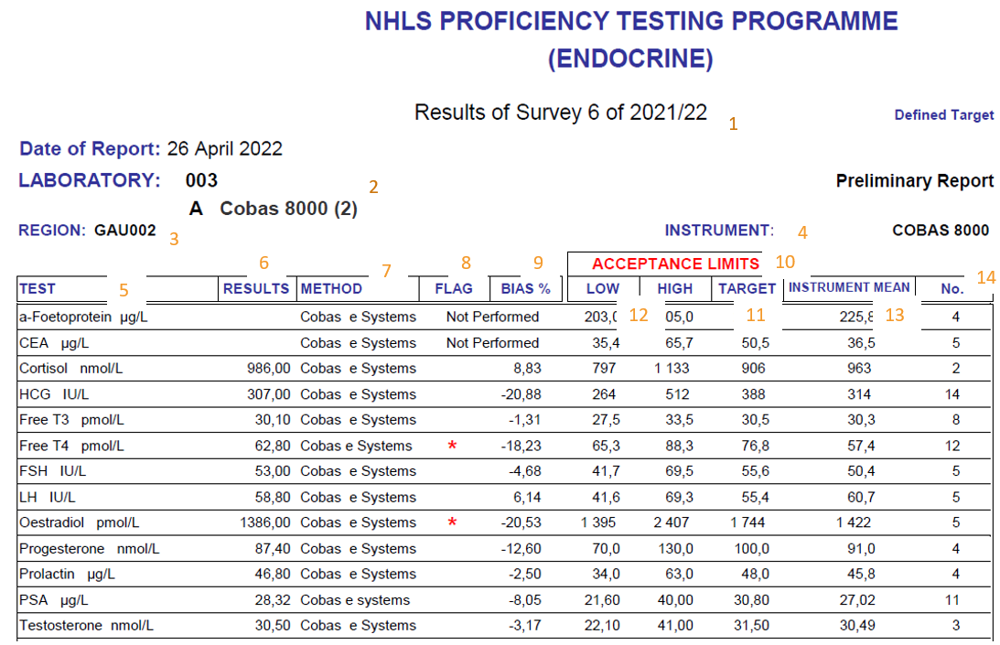 NHLS PROFICIENCY TESTING PROGRAMME
(ENDOCRINE)
Results of Survey 6 of 2021/22 1 Defined Target
Date of Report: 26 April 2022
LABORATORY: 003 2 Preliminary Report
A Cobas 8000 (2)
REGION: GAU002 3 INSTRUMENT: 4 COBAS 8000
6 7 8 9 ACCEPTANCE LIMITS 10 14
TEST 5 RESULTS METHOD FLAG BIAS % LOW HIGH TARGET INSTRUMENT MEAN No.
a-Foetoprotein µg/L Cobas e Systems Not Performed 203,0 12 05,0 11 225,8 13 4
CEA µg/L Cobas e Systems Not Performed 35,4 65,7 50,5 36,5 5
Cortisol nmol/L 986,00 Cobas e Systems 8,83 797 1 133 906 963 2
HCG IU/L 307,00 Cobas e Systems -20,88 264 512 388 314 14
Free T3 pmol/L 30,10 Cobas e Systems -1,31 27,5 33,5 30,5 30,3 8
Free T4 pmol/L 62,80 Cobas e Systems * -18,23 65,3 88,3 76,8 57,4 12
FSH IU/L 53,00 Cobas e Systems -4,68 41,7 69,5 55,6 50,4 5
LH IU/L 58,80 Cobas e Systems 6,14 41,6 69,3 55,4 60,7 5
Oestradiol pmol/L 1386,00 Cobas e Systems * -20,53 1 395 2 407 1 744 1 422 5
Progesterone nmol/L 87,40 Cobas e Systems -12,60 70,0 130,0 100,0 91,0 4
Prolactin µg/L 46,80 Cobas e Systems -2,50 34,0 63,0 48,0 45,8 4
PSA µg/L 28,32 Cobas e systems -8,05 21,60 40,00 30,80 27,02 11
Testosterone nmol/L 30,50 Cobas e Systems -3,17 22,10 41,00 31,50 30,49 3